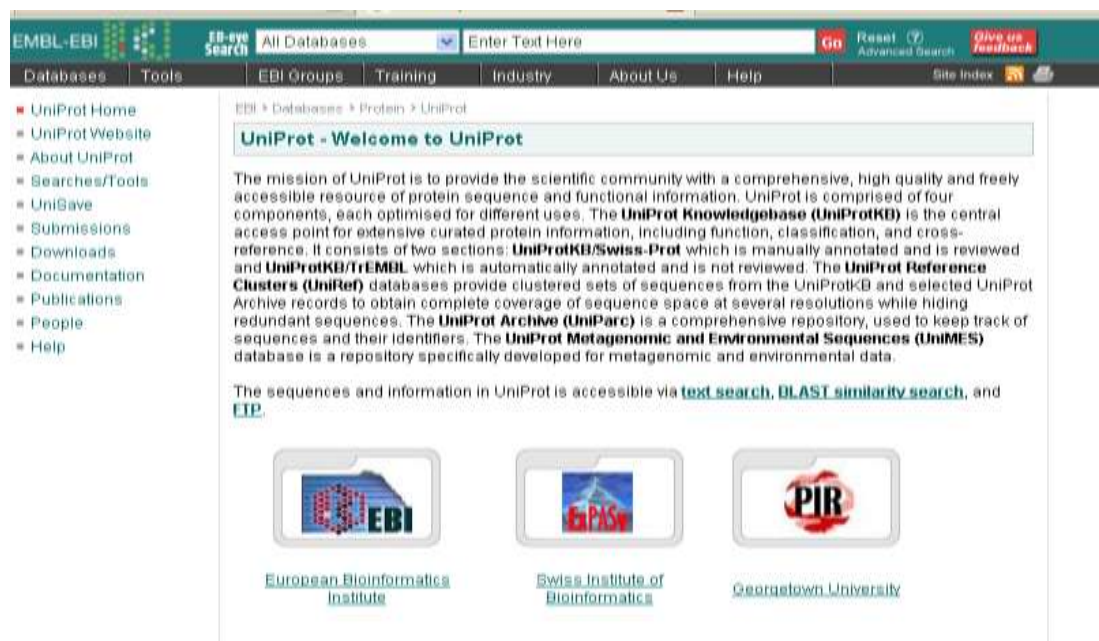 EMBL-EBI
EB-eye Search
All Databases
Enter Text Here
Go
Reset
Advanced Search
Give us feedback
Databases Tools EBI Groups Training Industry About Us Help Site Index
UniProt Home
UniProt Website
About UniProt
Searches/Tools
UniSave
Submissions
Downloads
Documentation
Publications
People
Help
EBI Databases Protein UniProt
UniProt - Welcome to UniProt
The mission of UniProt is to provide the scientific community with a comprehensive, high quality and freely
accessible resource of protein sequence and functional information. UniProt is comprised of four
components, each optimised for different uses. The UniProt Knowledgebase (UniProtKB) is the central
access point for extensive curated protein information, including function, classification, and cross-
reference. It consists of two sections: UniProtKB/Swiss-Prot which is manually annotated and is reviewed
and UniProtKB/TrEMBL which is automatically annotated and is not reviewed. The UniProt Reference
Clusters (UniRef) databases provide clustered sets of sequences from the UniProtKB and selected UniProt
Archive records to obtain complete coverage of sequence space at several resolutions while hiding
redundant sequences. The UniProt Archive (UniParc) is a comprehensive repository, used to keep track of
sequences and their identifiers. The UniProt Metagenomic and Environmental Sequences (UniMES)
database is a repository specifically developed for metagenomic and environmental data.
The sequences and information in UniProt is accessible via text search, BLAST similarity search, and
FTP.
EBI
ExPASy
PIR
European Bioinformatics
Institute
Swiss Institute of
Bioinformatics
Georgetown University